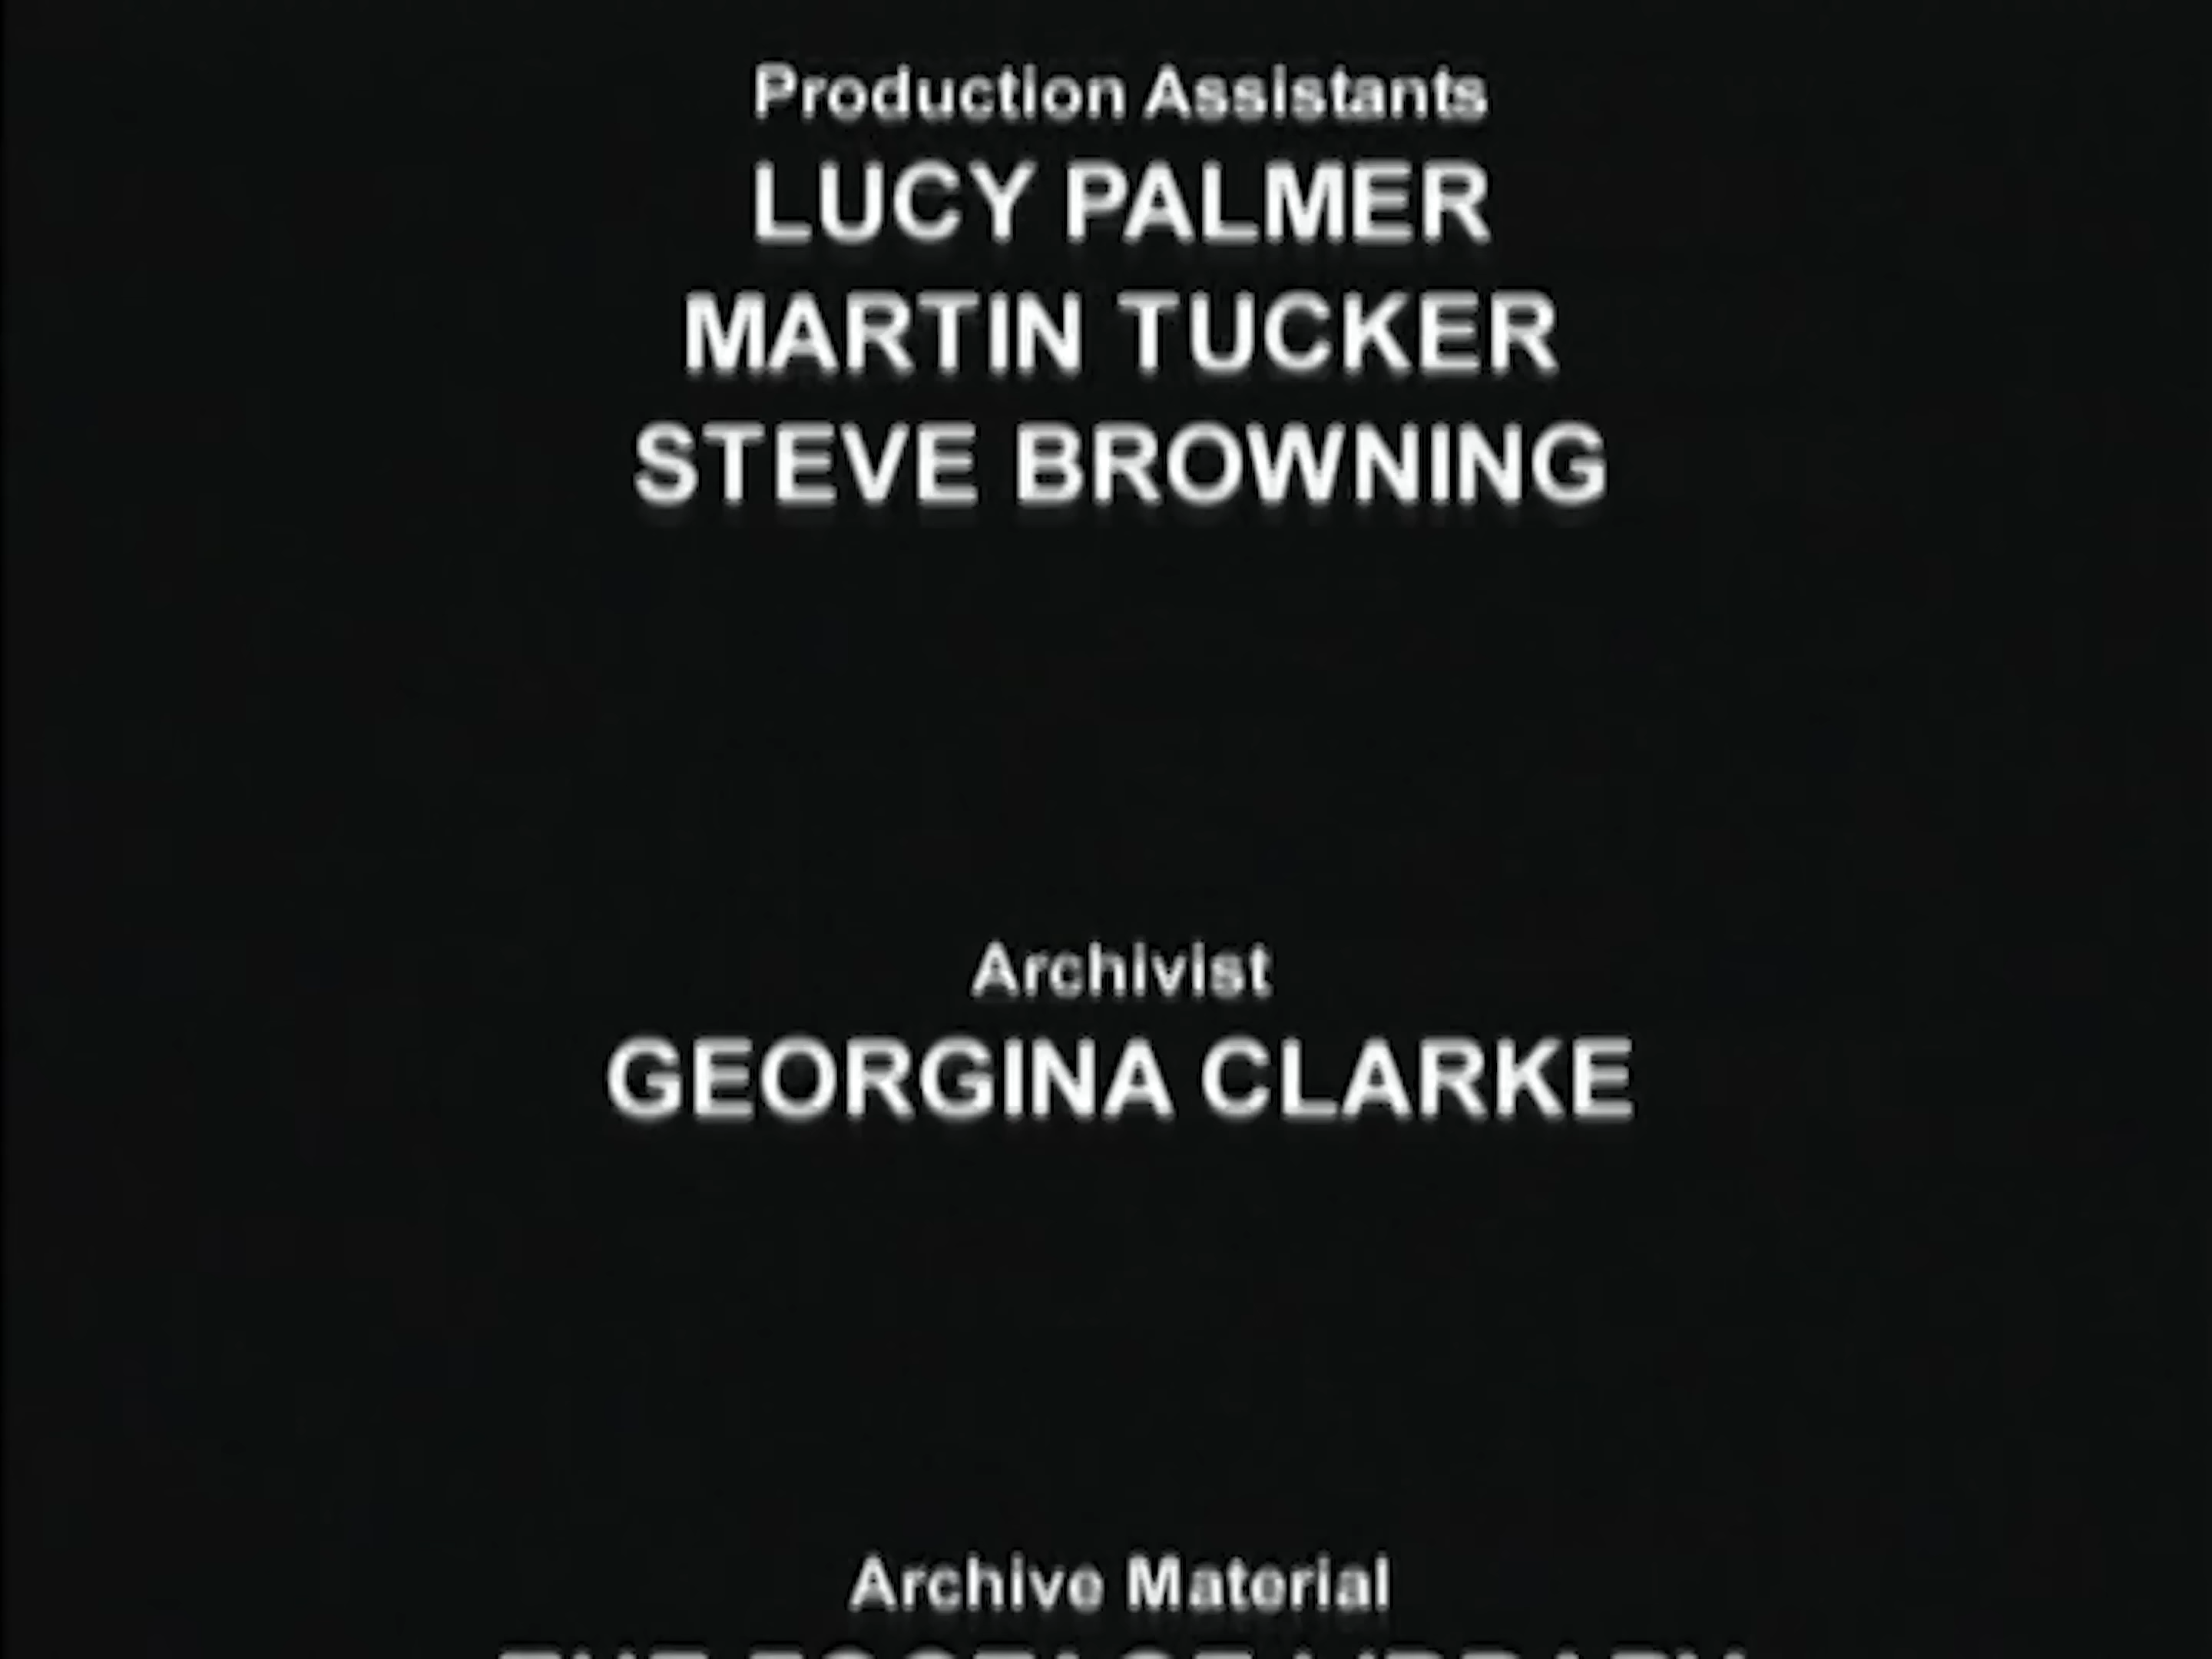 Production Assistants
LUCY PALMER
MARTIN TUCKER
STEVE BROWNING
Archivist
GEORGINA CLARKE
Archive Material